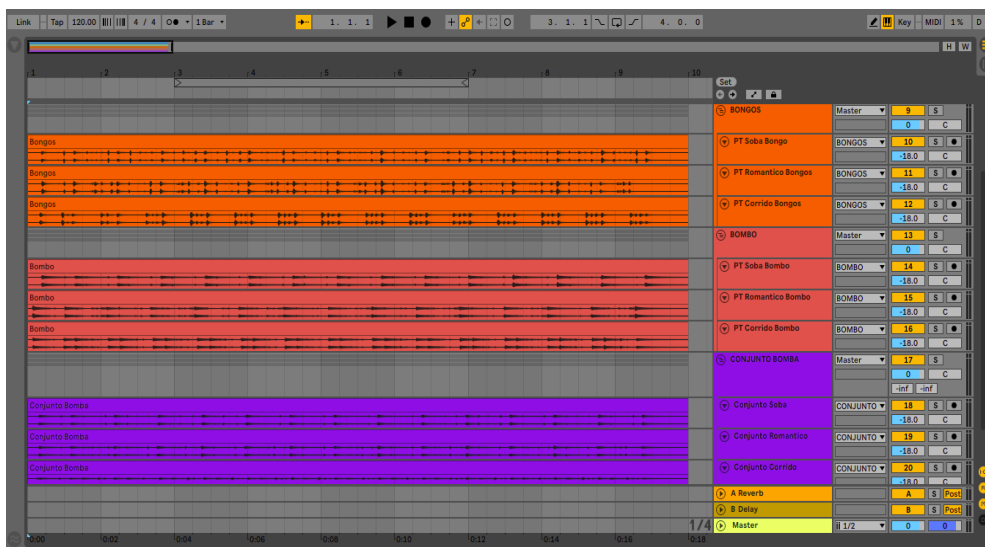 Link Tap 120.00 4 / 4 1 Bar 1. 1. 1 3. 1. 1 4. 0. 0 Key MIDI 1 % D
H W
1 2 3 4 5 6 7 8 9 10
Set
BONGOS Master 9 S
0 C
Bongos PT Soba Bongo BONGOS 10 S
-18.0 C
Bongos PT Romantico Bongos BONGOS 11 S
-18.0 C
Bongos PT Corrido Bongos BONGOS 12 S
-18.0 C
BOMBO Master 13 S
0 C
Bombo PT Soba Bombo BOMBO 14 S
-18.0 C
Bombo PT Romantico Bombo BOMBO 15 S
-18.0 C
Bombo PT Corrido Bombo BOMBO 16 S
-18.0 C
CONJUNTO BOMBA Master 17 S
0 C
-inf -inf
Conjunto Bomba Conjunto Soba CONJUNTO 18 S
-18.0 C
Conjunto Bomba Conjunto Romantico CONJUNTO 19 S
-18.0 C
Conjunto Bomba Conjunto Corrido CONJUNTO 20 S
-18.0 C
A Reverb A S Post
B Delay B S Post
1/4 Master 1/2 0 0
0:00 0:02 0:04 0:06 0:08 0:10 0:12 0:14 0:16 0:18